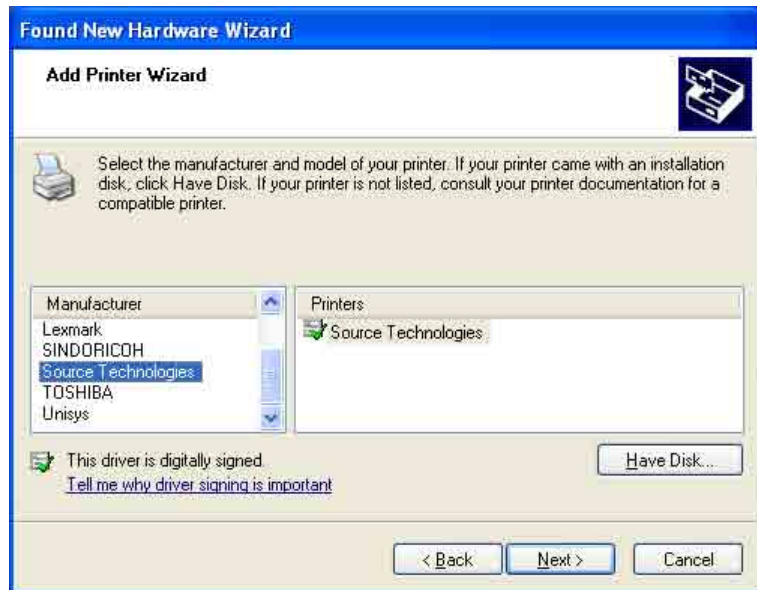 Found New Hardware Wizard
Add Printer Wizard
Select the manufacturer and model of your printer. If your printer came with an installation
disk, click Have Disk. If your printer is not listed, consult your printer documentation for a
compatible printer.
Manufacturer
Lexmark
SINDORICOH
Source Technologies
TOSHIBA
Unisys
Printers
Source Technologies
This driver is digitally signed.
Tell me why driver signing is important
Have Disk...
< Back
Next >
Cancel